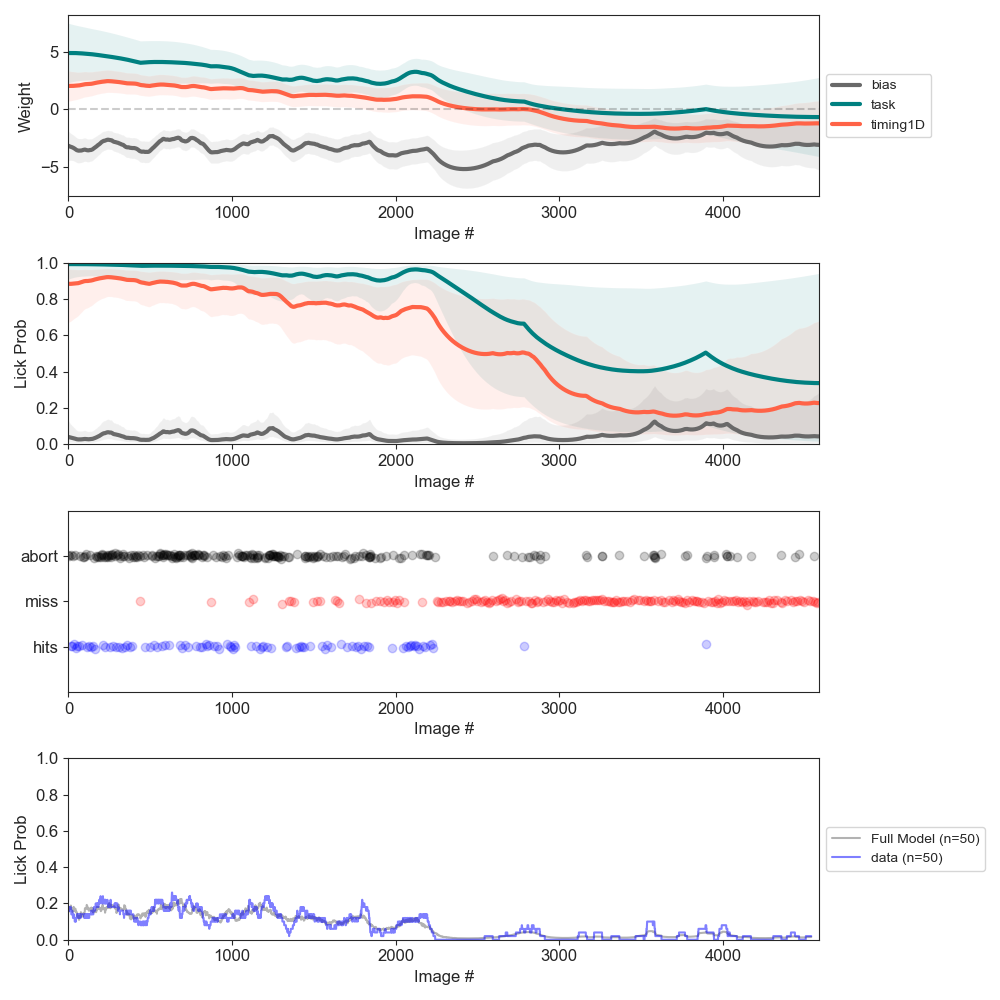 5
0
−5
Weight
0 1000 2000 3000 4000
Image #
bias
task
timing1D
1.0
0.8
0.6
0.4
0.2
0.0
Lick Prob
0 1000 2000 3000 4000
Image #
abort
miss
hits
0 1000 2000 3000 4000
Image #
1.0
0.8
0.6
0.4
0.2
0.0
Lick Prob
0 1000 2000 3000 4000
Image #
Full Model (n=50)
data (n=50)